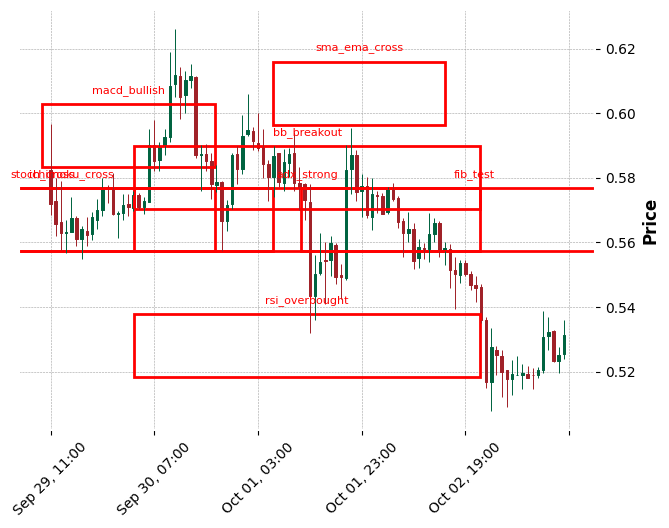 sma_ema_cross
macd_bullish
bb_breakout
ichimoku_cross
adx_strong
fib_test
rsi_overbought
0.62
0.60
0.58
0.56
0.54
0.52
Price
Sep 29, 11:00
Sep 30, 07:00
Oct 01, 03:00
Oct 01, 23:00
Oct 02, 19:00